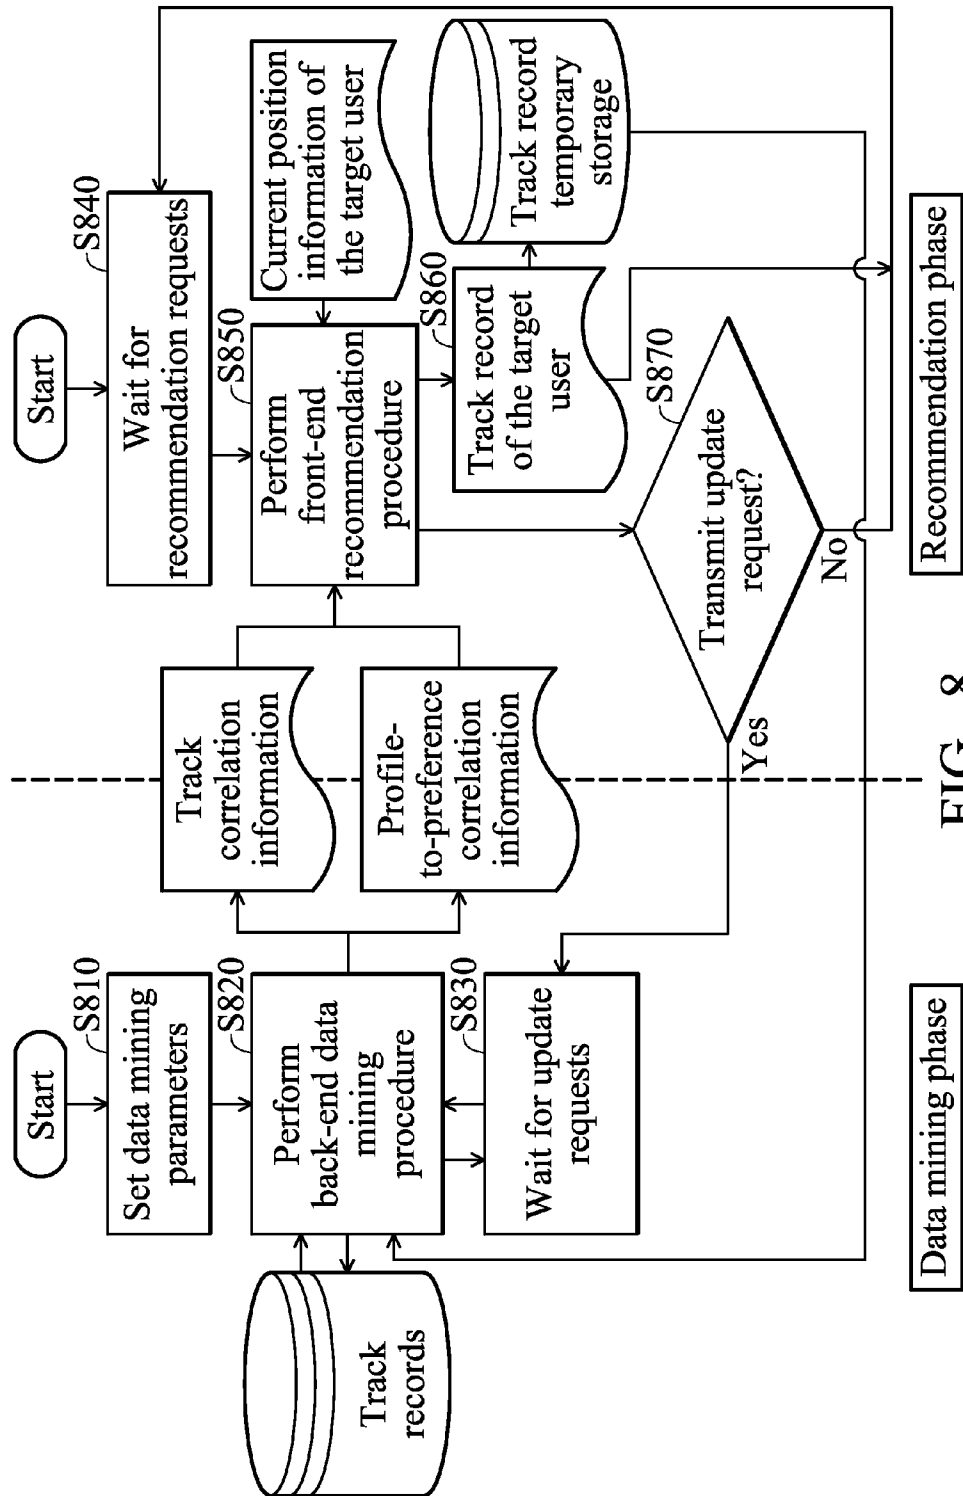 Start
S810
Set data mining
parameters
S820
Perform
back-end data
mining
procedure
S830
Wait for update
requests
Track
records
Track
correlation
information
Profile-
to-preference
correlation
information
Start
S840
Wait for
recommendation requests
S850
Perform
front-end
recommendation
procedure
Current position
information of
the target user
S860
Track record
of the target
user
Track record
temporary
storage
S870
Transmit update
request?
Yes
No
Data mining phase
Recommendation phase
FIG. 8